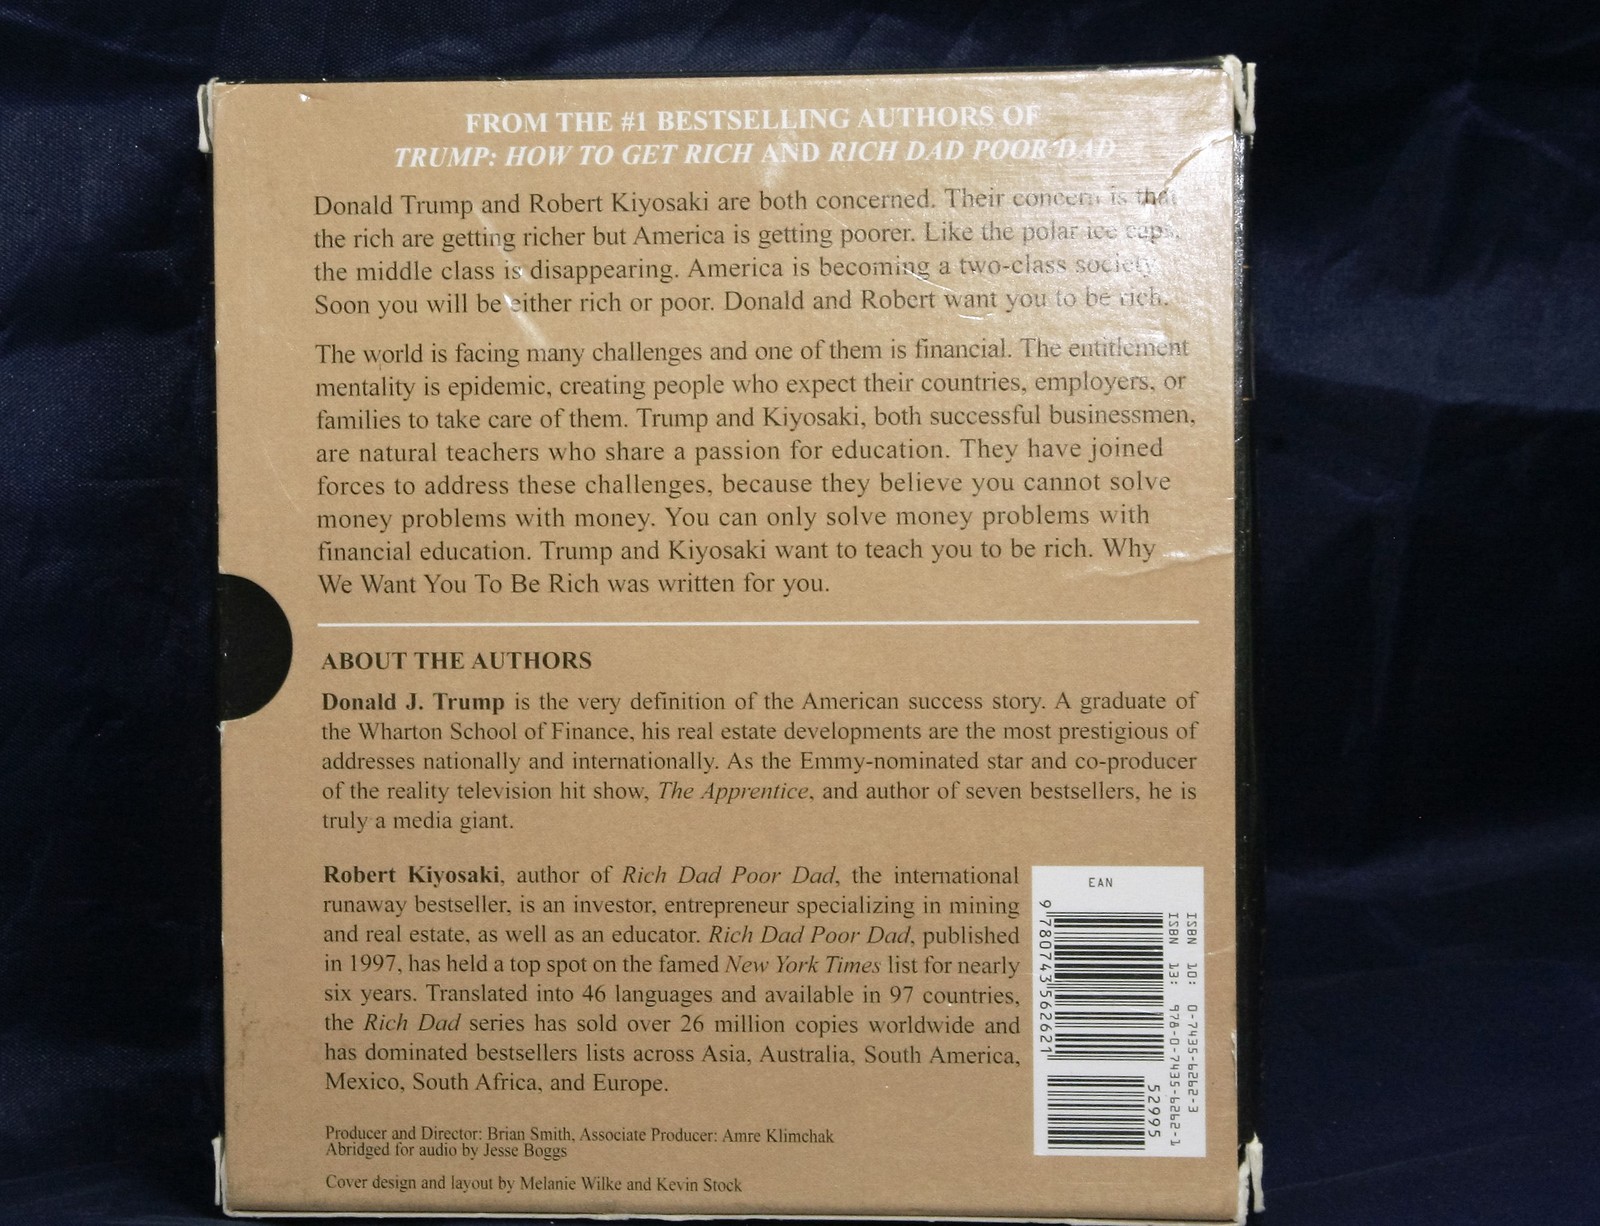 FROM THE #1 BESTSELLING AUTHORS OF
TRUMP: HOW TO GET RICH AND RICH DAD POOR DAD
Donald Trump and Robert Kiyosaki are both concerned. Their concern is that
the rich are getting richer but America is getting poorer. Like the polar ice caps,
the middle class is disappearing. America is becoming a two-class society.
Soon you will be either rich or poor. Donald and Robert want you to be rich.
The world is facing many challenges and one of them is financial. The entitlement
mentality is epidemic, creating people who expect their countries, employers, or
families to take care of them. Trump and Kiyosaki, both successful businessmen,
are natural teachers who share a passion for education. They have joined
forces to address these challenges, because they believe you cannot solve
money problems with money. You can only solve money problems with
financial education. Trump and Kiyosaki want to teach you to be rich. Why
We Want You To Be Rich was written for you.
ABOUT THE AUTHORS
Donald J. Trump is the very definition of the American success story. A graduate of
the Wharton School of Finance, his real estate developments are the most prestigious of
addresses nationally and internationally. As the Emmy-nominated star and co-producer
of the reality television hit show, The Apprentice, and author of seven bestsellers, he is
truly a media giant.
Robert Kiyosaki, author of Rich Dad Poor Dad, the international
runaway bestseller, is an investor, entrepreneur specializing in mining
and real estate, as well as an educator. Rich Dad Poor Dad, published
in 1997, has held a top spot on the famed New York Times list for nearly
six years. Translated into 46 languages and available in 97 countries,
the Rich Dad series has sold over 26 million copies worldwide and
has dominated bestsellers lists across Asia, Australia, South America,
Mexico, South Africa, and Europe.
EAN
ISBN 10: 0-7435-6262-3
ISBN 13: 978-0-7435-6262-1
9 780743 562621
52995
Producer and Director: Brian Smith, Associate Producer: Amre Klimchak
Abridged for audio by Jesse Boggs
Cover design and layout by Melanie Wilke and Kevin Stock